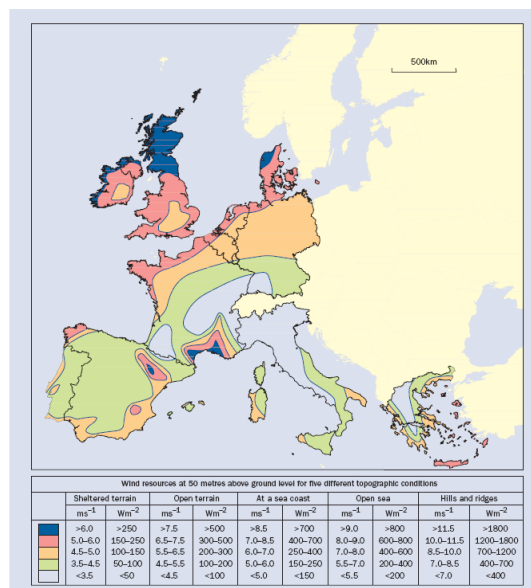 500km
Wind resources at 50 metres above ground level for five different topographic conditions
Sheltered terrain Open terrain At a sea coast Open sea Hills and ridges
ms⁻¹ Wm⁻² ms⁻¹ Wm⁻² ms⁻¹ Wm⁻² ms⁻¹ Wm⁻² ms⁻¹ Wm⁻²
>6.0 >250 >7.5 >500 >8.5 >700 >9.0 >800 >11.5 >1800
5.0–6.0 150–250 6.5–7.5 300–500 7.0–8.5 400–700 8.0–9.0 600–800 10.0–11.5 1200–1800
4.5–5.0 100–150 5.5–6.5 200–300 6.0–7.0 250–400 7.0–8.0 400–600 8.5–10.0 700–1200
3.5–4.5 50–100 4.5–5.5 100–200 5.0–6.0 150–250 5.5–7.0 200–400 7.0–8.5 400–700
<3.5 <50 <4.5 <100 <5.0 <150 <5.5 <200 <7.0 <400